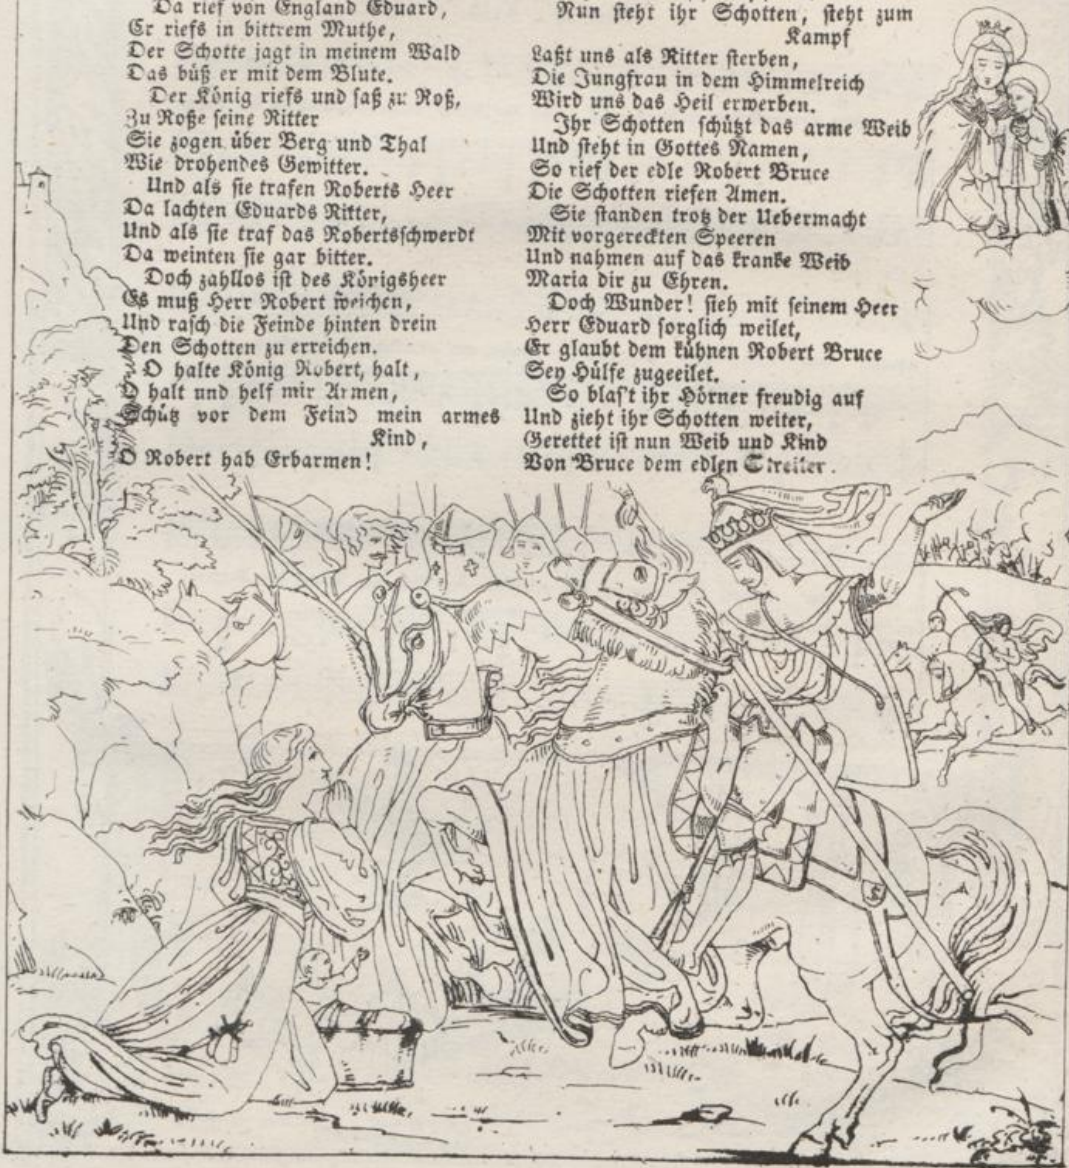 Da rief von England Eduard,
Er riefs in bittrem Muthe,
Der Schotte jagt in meinem Wald
Das büß er mit dem Blute.
Der König riefs und saß zu Roß,
Zu Roße seine Ritter
Sie zogen über Berg und Thal
Wie drohendes Gewitter.
Und als sie trafen Roberts Heer
Da lachten Eduards Ritter,
Und als sie traf das Robertsschwerdt
Da weinten sie gar bitter.
Doch zahllos ist des Königsheer
Es muß Herr Robert weichen,
Und rasch die Feinde hinten drein
Den Schotten zu erreichen.
O halte König Robert, halt,
O halt und helf mir Armen,
Schütz vor dem Feind mein armes
Kind,
O Robert hab Erbarmen!
Nun steht ihr Schotten, steht zum
Kampf
Laßt uns als Ritter sterben,
Die Jungfrau in dem Himmelreich
Wird uns das Heil erwerben.
Ihr Schotten schützt das arme Weib
Und steht in Gottes Namen,
So rief der edle Robert Bruce
Die Schotten riefen Amen.
Sie standen trotz der Uebermacht
Mit vorgereckten Speeren
Und nahmen auf das kranke Weib
Maria dir zu Ehren.
Doch Wunder! sieh mit seinem Heer
Herr Eduard sorglich weilet,
Er glaubt dem kühnen Robert Bruce
Sey Hülfe zugeeilet.
So blas't ihr Hörner freudig auf
Und zieht ihr Schotten weiter,
Gerettet ist nun Weib und Kind
Von Bruce dem edlen Streiter.